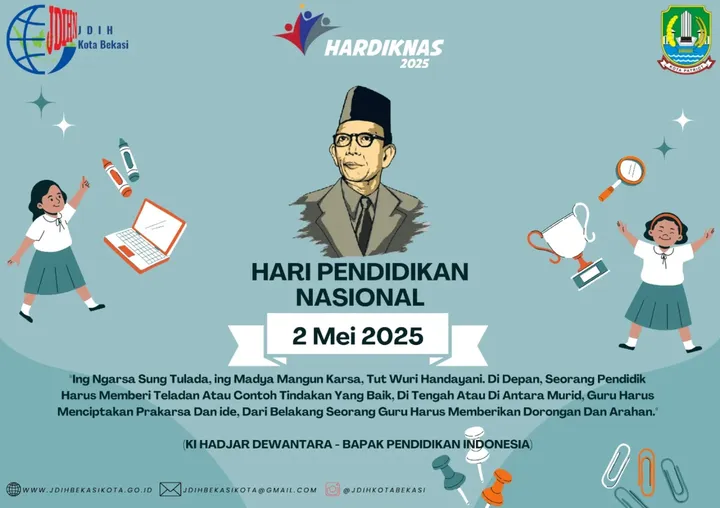 JDIHN
J D I H
Kota Bekasi
HARDIKNAS
2025
KOTA PATRIOT
HARI PENDIDIKAN
NASIONAL
2 Mei 2025
"Ing Ngarsa Sung Tulada, ing Madya Mangun Karsa, Tut Wuri Handayani. Di Depan, Seorang Pendidik
Harus Memberi Teladan Atau Contoh Tindakan Yang Baik, Di Tengah Atau Di Antara Murid, Guru Harus
Menciptakan Prakarsa Dan ide, Dari Belakang Seorang Guru Harus Memberikan Dorongan Dan Arahan."
(KI HADJAR DEWANTARA - BAPAK PENDIDIKAN INDONESIA)
WWW.JDIHBEKASIKOTA.GO.ID
JDIHBEKASIKOTA@GMAIL.COM
@JDIHKOTABEKASI